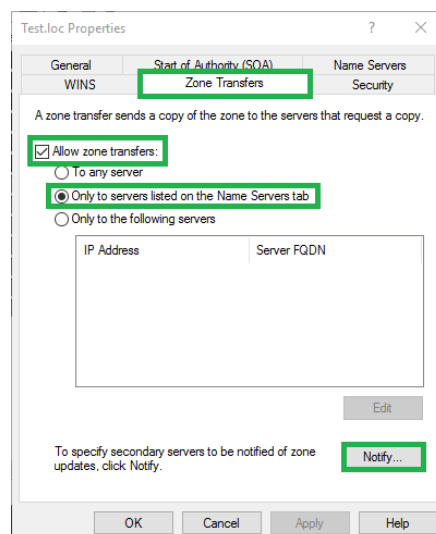 Test.loc Properties
?
General
Start of Authority (SOA)
Name Servers
WINS
Zone Transfers
Security
A zone transfer sends a copy of the zone to the servers that request a copy.
Allow zone transfers:
To any server
Only to servers listed on the Name Servers tab
Only to the following servers
IP Address
Server FQDN
Edit
To specify secondary servers to be notified of zone
updates, click Notify.
Notify...
OK
Cancel
Apply
Help